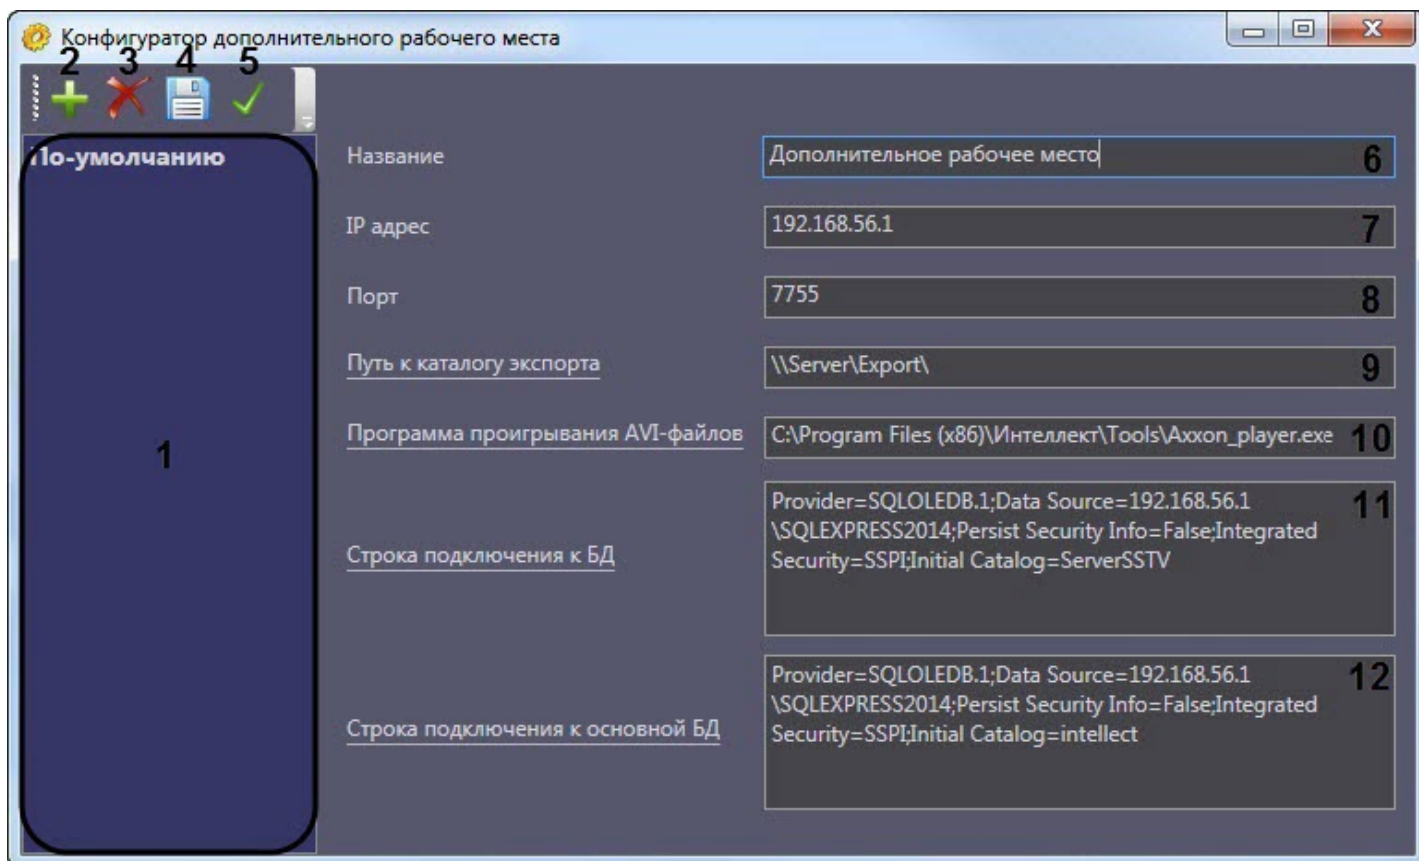 Конфигуратор дополнительного рабочего места
2 3 4 5
По-умолчанию
1
Название
Дополнительное рабочее место 6
IP адрес
192.168.56.1 7
Порт
7755 8
Путь к каталогу экспорта
\\Server\Export\ 9
Программа проигрывания AVI-файлов
C:\Program Files (x86)\Интеллект\Tools\Axxon_player.exe 10
Строка подключения к БД
Provider=SQLOLEDB.1;Data Source=192.168.56.1 11
\SQLEXPRESS2014;Persist Security Info=False;Integrated
Security=SSPI;Initial Catalog=ServerSSTV
Строка подключения к основной БД
Provider=SQLOLEDB.1;Data Source=192.168.56.1 12
\SQLEXPRESS2014;Persist Security Info=False;Integrated
Security=SSPI;Initial Catalog=intellect